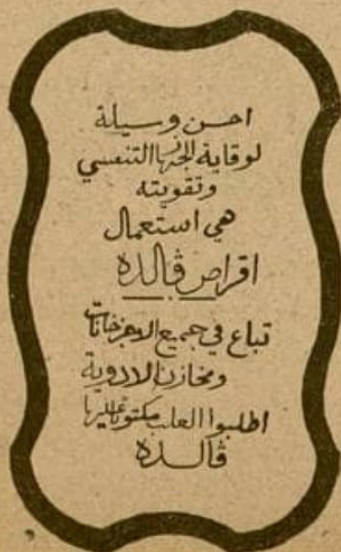 احسن وسيلة
لوقاية الجهاز التنفسي
وتقويته
هي استعمال
اقراص ڤالده
تباع في جميع الاجزخانات
ومخازن الادوية
اطلبوا العلب مكتوبا عليها
ڤالده